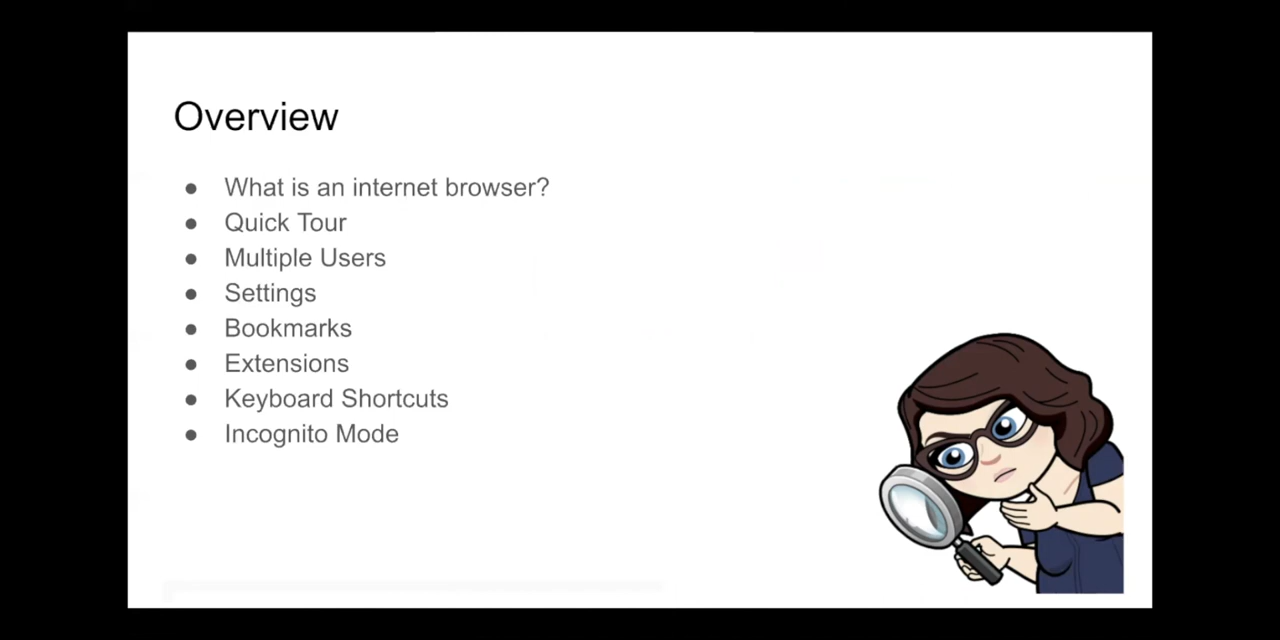 Overview
● What is an internet browser?
● Quick Tour
● Multiple Users
● Settings
● Bookmarks
● Extensions
● Keyboard Shortcuts
● Incognito Mode